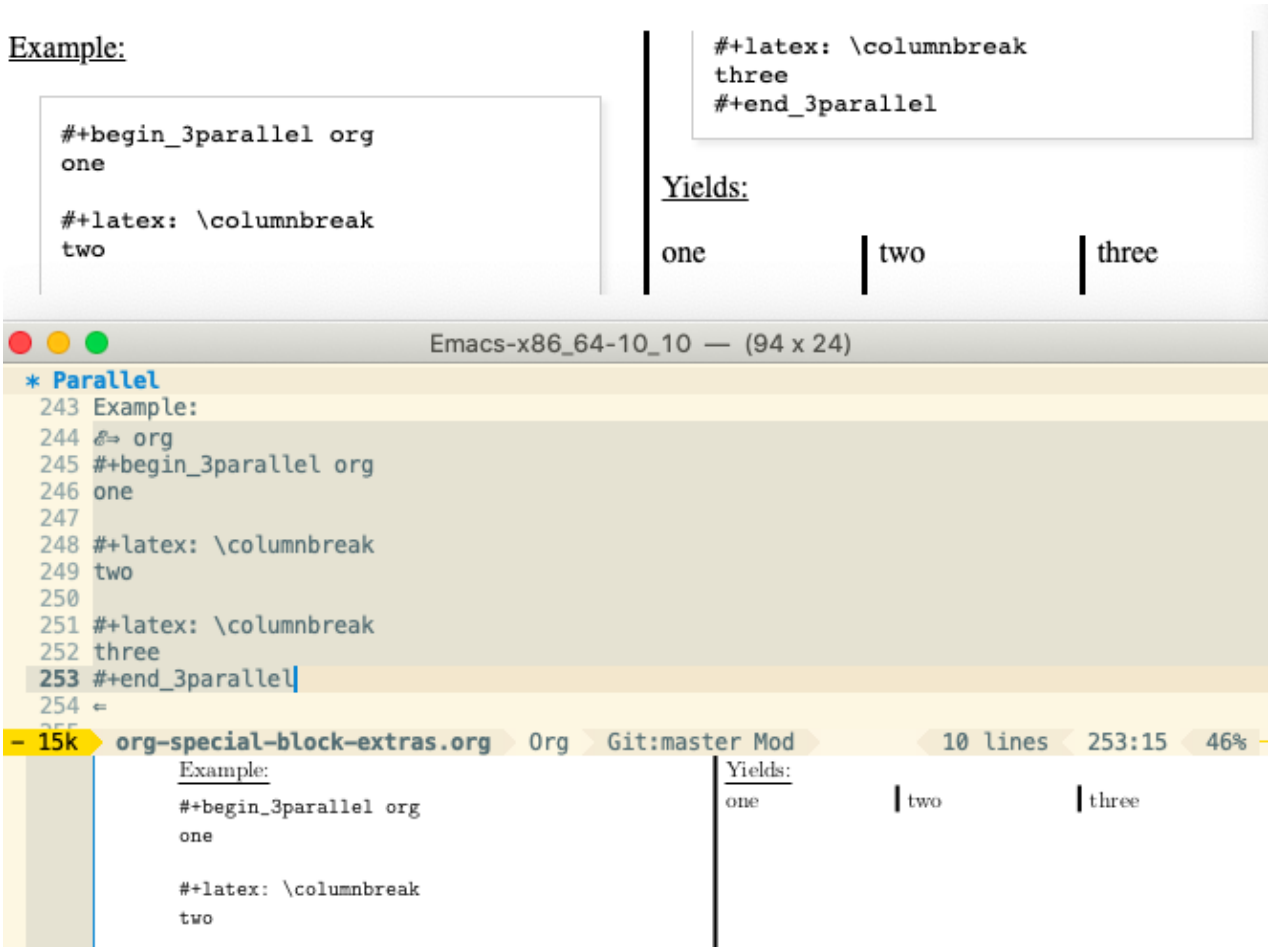 Example:
#+begin_3parallel org
one
#+latex: \columnbreak
two
#+latex: \columnbreak
three
#+end_3parallel
Yields:
one two three
Emacs-x86_64-10_10 — (94 x 24)
* Parallel
243 Example:
244 ℰ⇒ org
245 #+begin_3parallel org
246 one
247
248 #+latex: \columnbreak
249 two
250
251 #+latex: \columnbreak
252 three
253 #+end_3parallel
254 ⇐
255
- 15k org-special-block-extras.org Org Git:master Mod 10 lines 253:15 46%
Example:
#+begin_3parallel org
one
#+latex: \columnbreak
two
Yields:
one two three